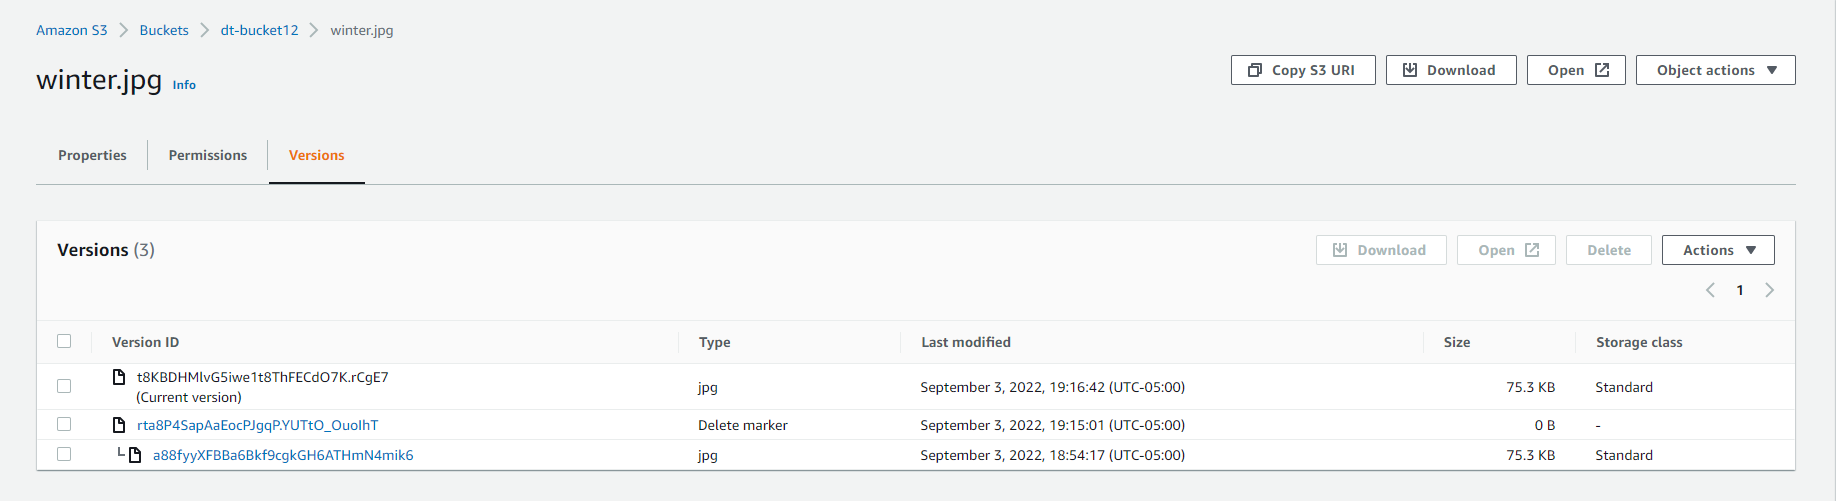 Amazon S3 > Buckets > dt-bucket12 > winter.jpg
winter.jpg Info
Copy S3 URI Download Open Object actions
Properties Permissions Versions
Versions (3)
Download Open Delete Actions
1
Version ID Type Last modified Size Storage class
t8KBDHMlvG5iwe1t8ThFECdO7K.rCgE7
(Current version) jpg September 3, 2022, 19:16:42 (UTC-05:00) 75.3 KB Standard
rta8P4SapAaEocPJgqP.YUTtO_OuoIhT Delete marker September 3, 2022, 19:15:01 (UTC-05:00) 0 B -
a88fyyXFBBa6Bkf9cgkGH6ATHmN4mik6 jpg September 3, 2022, 18:54:17 (UTC-05:00) 75.3 KB Standard